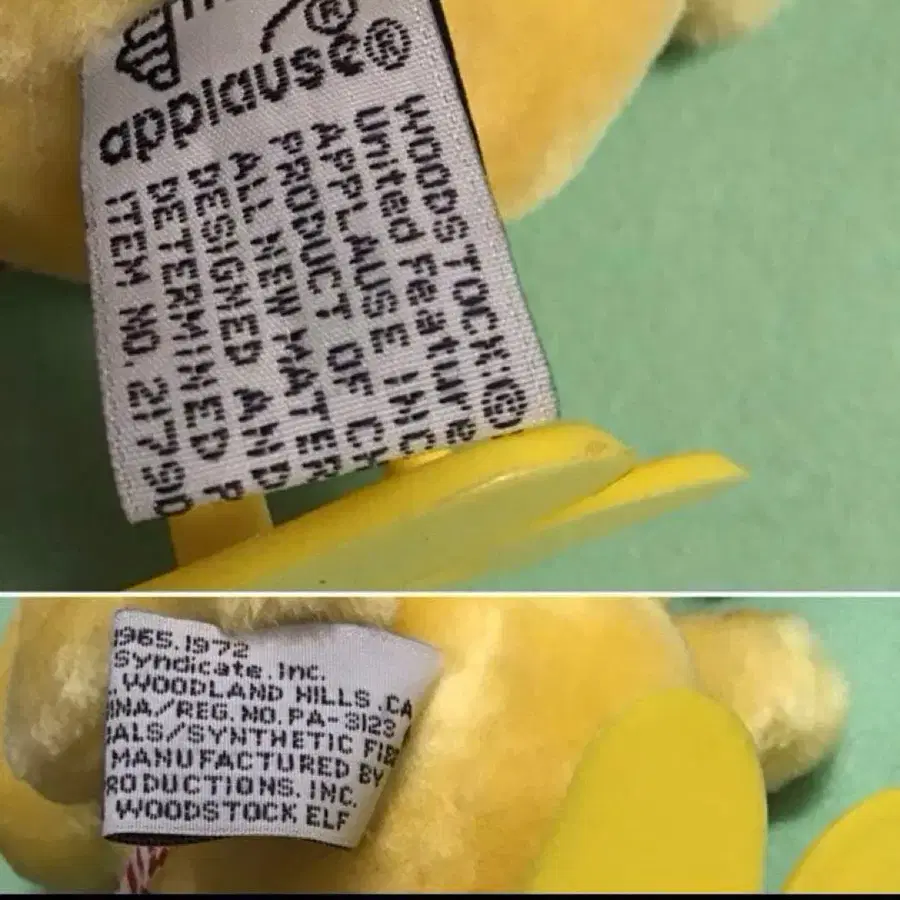 applause®
WOODSTOCK:©
United Feature
APPLAUSE INC
PRODUCT OF CH
ALL NEW MATER
DESIGNED AND
DETERMINED P
ITEM NO. 21790
1965.1972
Syndicate.Inc.
.WOODLAND HILLS.CA
INA/REG.NO.PA-3123
IALS/SYNTHETIC FIB
MANUFACTURED BY
RODUCTIONS.INC.
WOODSTOCK ELF